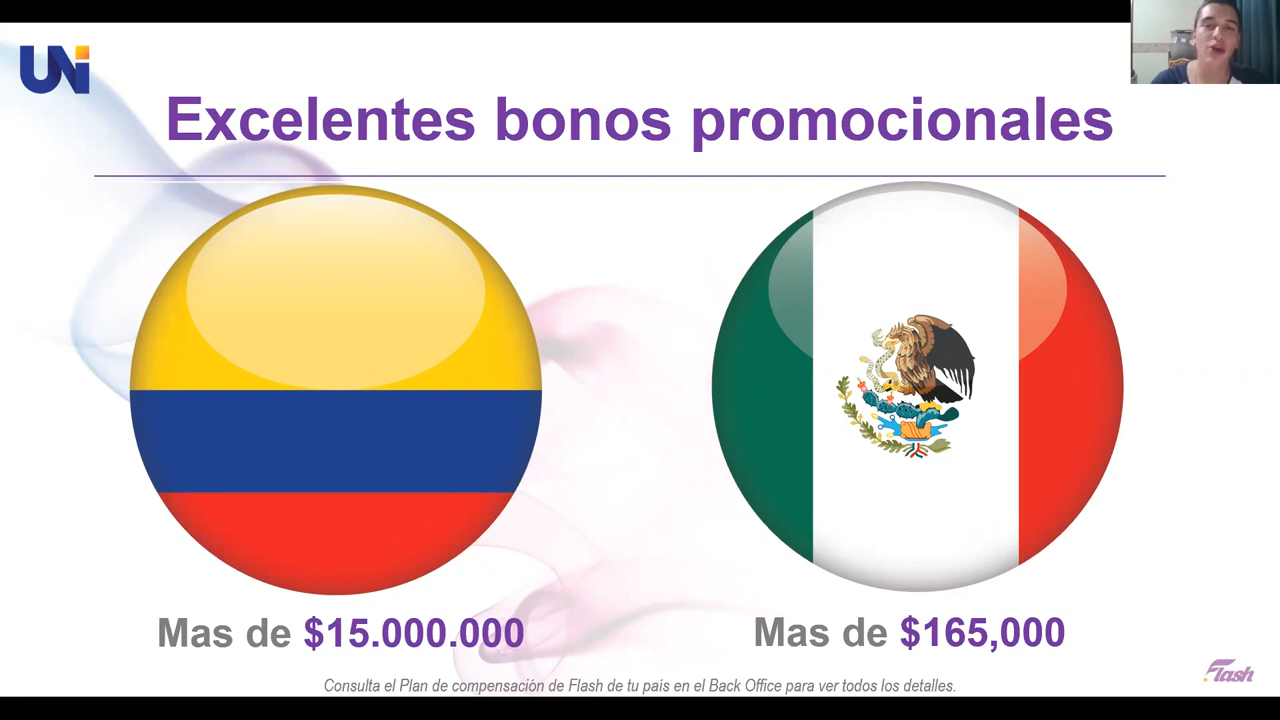 UNi
Excelentes bonos promocionales
Mas de $15.000.000
Mas de $165,000
Consulta el Plan de compensación de Flash de tu país en el Back Office para ver todos los detalles.
Flash